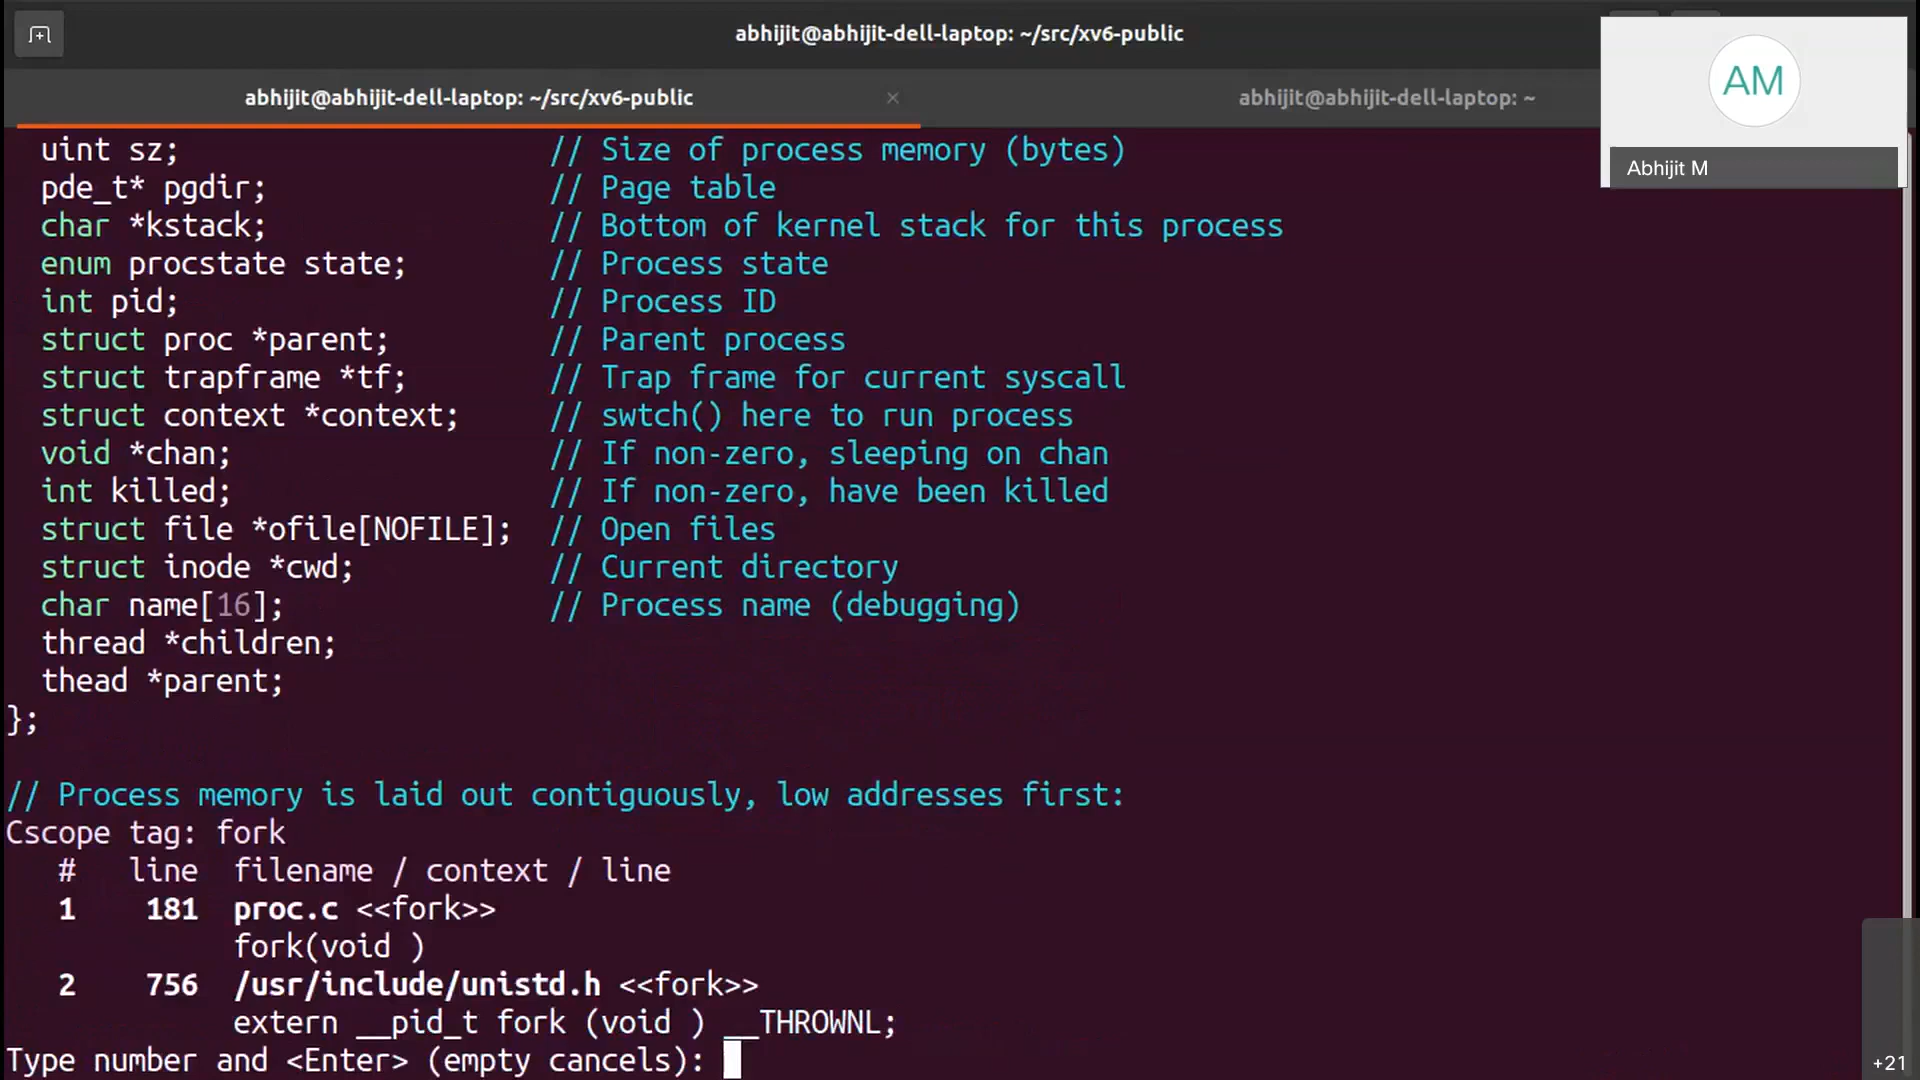 abhijit@abhijit-dell-laptop: ~/src/xv6-public
abhijit@abhijit-dell-laptop: ~/src/xv6-public ×
abhijit@abhijit-dell-laptop: ~
AM
Abhijit M
uint sz; // Size of process memory (bytes)
pde_t* pgdir; // Page table
char *kstack; // Bottom of kernel stack for this process
enum procstate state; // Process state
int pid; // Process ID
struct proc *parent; // Parent process
struct trapframe *tf; // Trap frame for current syscall
struct context *context; // swtch() here to run process
void *chan; // If non-zero, sleeping on chan
int killed; // If non-zero, have been killed
struct file *ofile[NOFILE]; // Open files
struct inode *cwd; // Current directory
char name[16]; // Process name (debugging)
thread *children;
thead *parent;
};
// Process memory is laid out contiguously, low addresses first:
Cscope tag: fork
# line filename / context / line
1 181 proc.c <<fork>>
fork(void )
2 756 /usr/include/unistd.h <<fork>>
extern __pid_t fork (void ) __THROWNL;
Type number and <Enter> (empty cancels):
+21